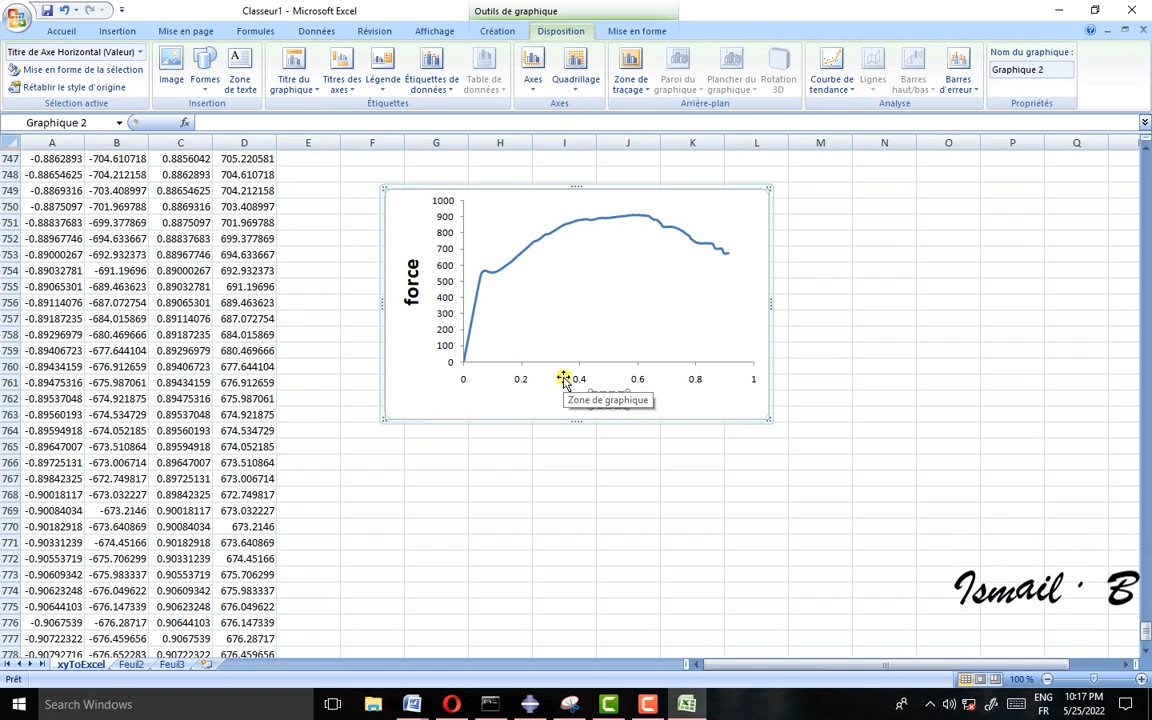 Classeur1 - Microsoft Excel
Outils de graphique
Accueil Insertion Mise en page Formules Données Révision Affichage Création Disposition Mise en forme
Titre de Axe Horizontal (Valeur)
Mise en forme de la sélection
Rétablir le style d'origine
Sélection active
Image Formes Zone de texte
Insertion
Titre du graphique Titres des axes Légende Étiquettes de données Table de données
Étiquettes
Axes Quadrillage
Axes
Zone de traçage Paroi du graphique Plancher du graphique Rotation 3D
Arrière-plan
Courbe de tendance Lignes Barres haut/bas Barres d'erreur
Analyse
Nom du graphique :
Graphique 2
Propriétés
Graphique 2
fx
A B C D E F G H I J K L M N O P Q
747 -0.8862893 -704.610718 0.8856042 705.220581
748 -0.88654625 -704.212158 0.8862893 704.610718
749 -0.8869316 -703.408997 0.88654625 704.212158
750 -0.8875097 -701.969788 0.8869316 703.408997
751 -0.88837683 -699.377869 0.8875097 701.969788
752 -0.88967746 -694.633667 0.88837683 699.377869
753 -0.89000267 -692.932373 0.88967746 694.633667
754 -0.89032781 -691.19696 0.89000267 692.932373
755 -0.89065301 -689.463623 0.89032781 691.19696
756 -0.89114076 -687.072754 0.89065301 689.463623
757 -0.89187235 -684.015869 0.89114076 687.072754
758 -0.89296979 -680.469666 0.89187235 684.015869
759 -0.89406723 -677.644104 0.89296979 680.469666
760 -0.89434159 -676.912659 0.89406723 677.644104
761 -0.89475316 -675.987061 0.89434159 676.912659
762 -0.89537048 -674.921875 0.89475316 675.987061
763 -0.89560193 -674.534729 0.89537048 674.921875
764 -0.89594918 -674.052185 0.89560193 674.534729
765 -0.89647007 -673.510864 0.89594918 674.052185
766 -0.89725131 -673.006714 0.89647007 673.510864
767 -0.89842325 -672.749817 0.89725131 673.006714
768 -0.90018117 -673.032227 0.89842325 672.749817
769 -0.90084034 -673.2146 0.90018117 673.032227
770 -0.90182918 -673.640869 0.90084034 673.2146
771 -0.90331239 -674.45166 0.90182918 673.640869
772 -0.90553719 -675.706299 0.90331239 674.45166
773 -0.90609342 -675.983337 0.90553719 675.706299
774 -0.90623248 -676.049622 0.90609342 675.983337
775 -0.90644103 -676.147339 0.90623248 676.049622
776 -0.9067539 -676.28717 0.90644103 676.147339
777 -0.90722322 -676.459656 0.9067539 676.28717
778 -0.90792716 -676.652283 0.90722322 676.459656
1000
900
800
700
600
500
400
300
200
100
0
force
0 0.2 0.4 0.6 0.8 1
Zone de graphique
Ismail · B
xyToExcel Feuil2 Feuil3
Prêt
100 %
Search Windows
ENG
FR
10:17 PM
5/25/2022